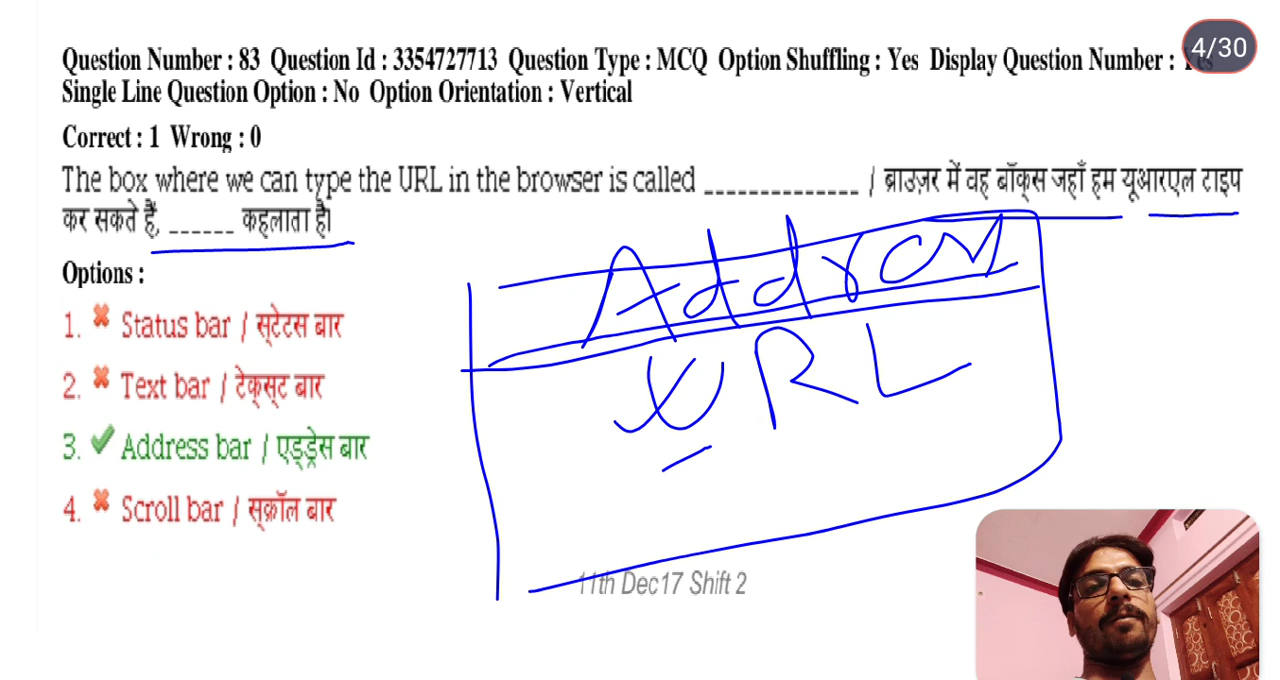 4/30
Question Number : 83 Question Id : 3354727713 Question Type : MCQ Option Shuffling : Yes Display Question Number : Yes
Single Line Question Option : No Option Orientation : Vertical
Correct : 1 Wrong : 0
The box where we can type the URL in the browser is called ______________ / ब्राउज़र में वह बॉक्स जहाँ हम यूआरएल टाइप
कर सकते हैं, ______ कहलाता है।
Options :
1. Status bar / स्टेटस बार
2. Text bar / टेक्स्ट बार
3. Address bar / एड्ड्रेस बार
4. Scroll bar / स्क्रॉल बार
Address
URL
11th Dec17 Shift 2